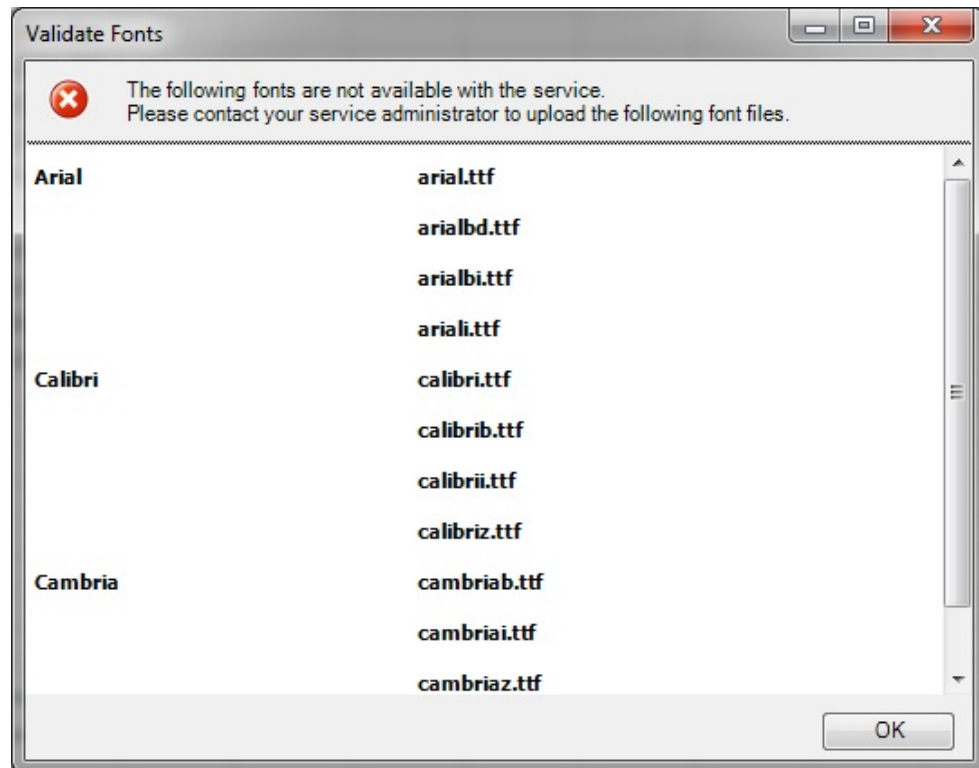 Validate Fonts
The following fonts are not available with the service.
Please contact your service administrator to upload the following font files.
Arial arial.ttf
arialbd.ttf
arialbi.ttf
ariali.ttf
Calibri calibri.ttf
calibrib.ttf
calibrii.ttf
calibriz.ttf
Cambria cambriab.ttf
cambriai.ttf
cambriaz.ttf
OK